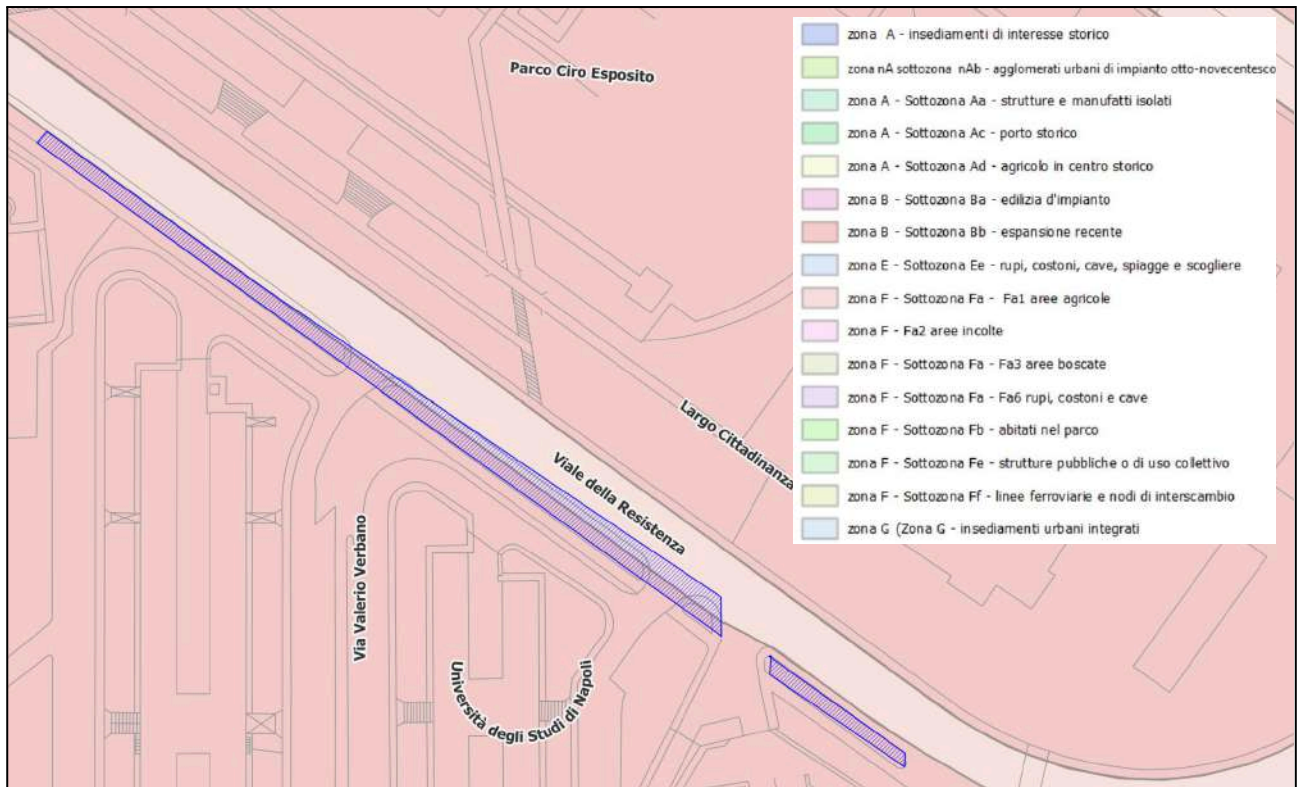 Parco Ciro Esposito
Largo Cittadinanza
Viale della Resistenza
Via Valerio Verbano
Università degli Studi di Napoli
zona A - insediamenti di interesse storico
zona nA sottozona nAb - agglomerati urbani di impianto otto-novecentesco
zona A - Sottozona Aa - strutture e manufatti isolati
zona A - Sottozona Ac - porto storico
zona A - Sottozona Ad - agricolo in centro storico
zona B - Sottozona Ba - edilizia d'impianto
zona B - Sottozona Bb - espansione recente
zona E - Sottozona Ee - rupi, costoni, cave, spiagge e scogliere
zona F - Sottozona Fa - Fa1 aree agricole
zona F - Fa2 aree incolte
zona F - Sottozona Fa - Fa3 aree boscate
zona F - Sottozona Fa - Fa6 rupi, costoni e cave
zona F - Sottozona Fb - abitati nel parco
zona F - Sottozona Fe - strutture pubbliche o di uso collettivo
zona F - Sottozona Ff - linee ferroviarie e nodi di interscambio
zona G (Zona G - insediamenti urbani integrati